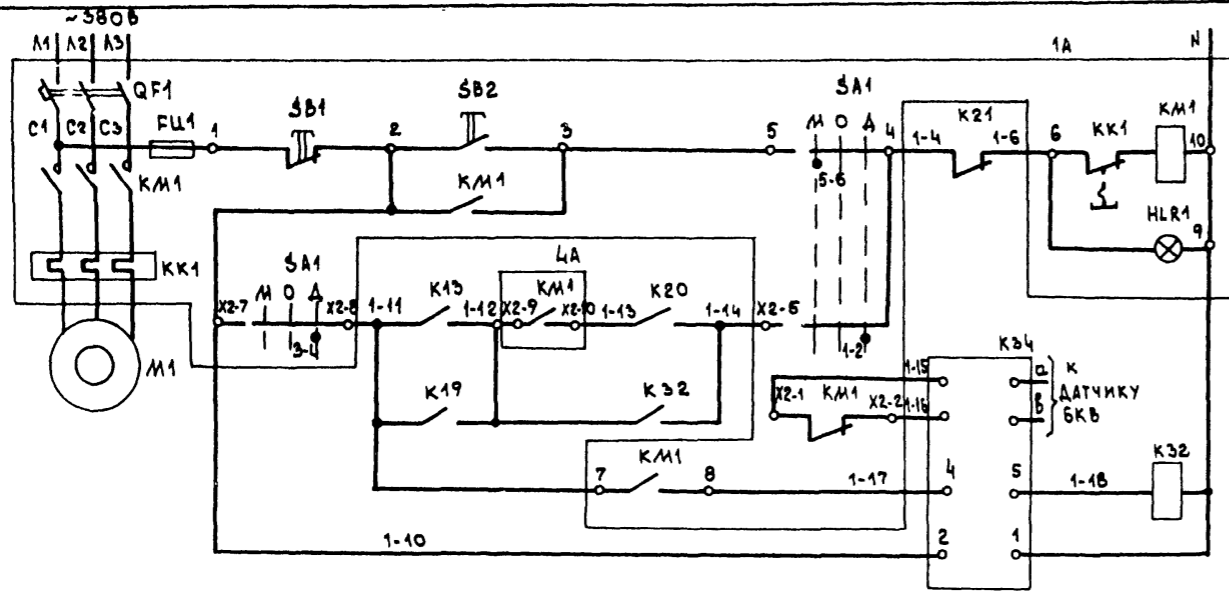 ~380В
Л1 Л2 Л3
1А
N
QF1
SB1
SB2
SA1
К21
КМ1
С1 С2 С3
FU1
1
2
3
5
М О А
4
1-4
1-6
6
КК1
10
КМ1
КМ1
5-6
HLR1
9
КК1
SA1
4А
Х2-7
М О А
Х2-8
1-11
К13
1-12
Х2-9
КМ1
Х2-10
1-13
К20
1-14
Х2-5
3-4
1-2
М1
К19
К32
Х2-1
КМ1
Х2-2
1-15
1-16
К34
а
в
К
ДАТЧИКУ
БКВ
КМ1
7
8
1-17
4
5
1-18
К32
1-10
2
1